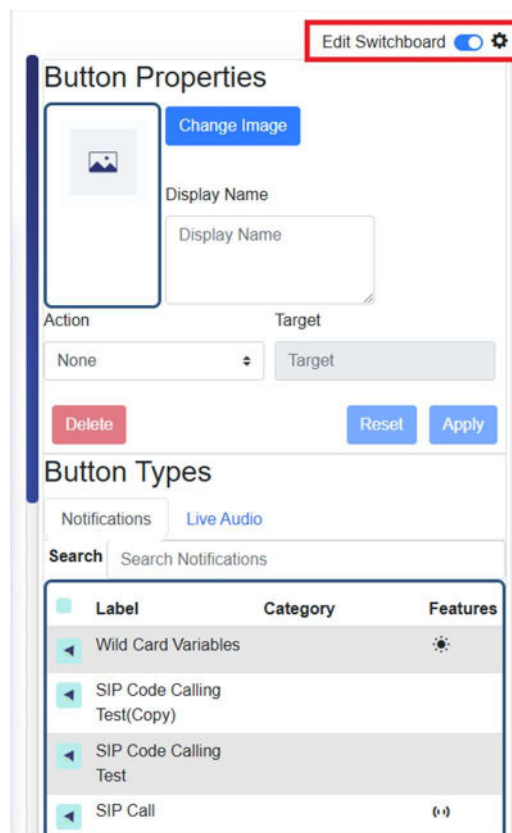 Edit Switchboard
Button Properties
Change Image
Display Name
Display Name
Action Target
None Target
Delete Reset Apply
Button Types
Notifications Live Audio
Search Search Notifications
Label Category Features
Wild Card Variables
SIP Code Calling
Test(Copy)
SIP Code Calling
Test
SIP Call